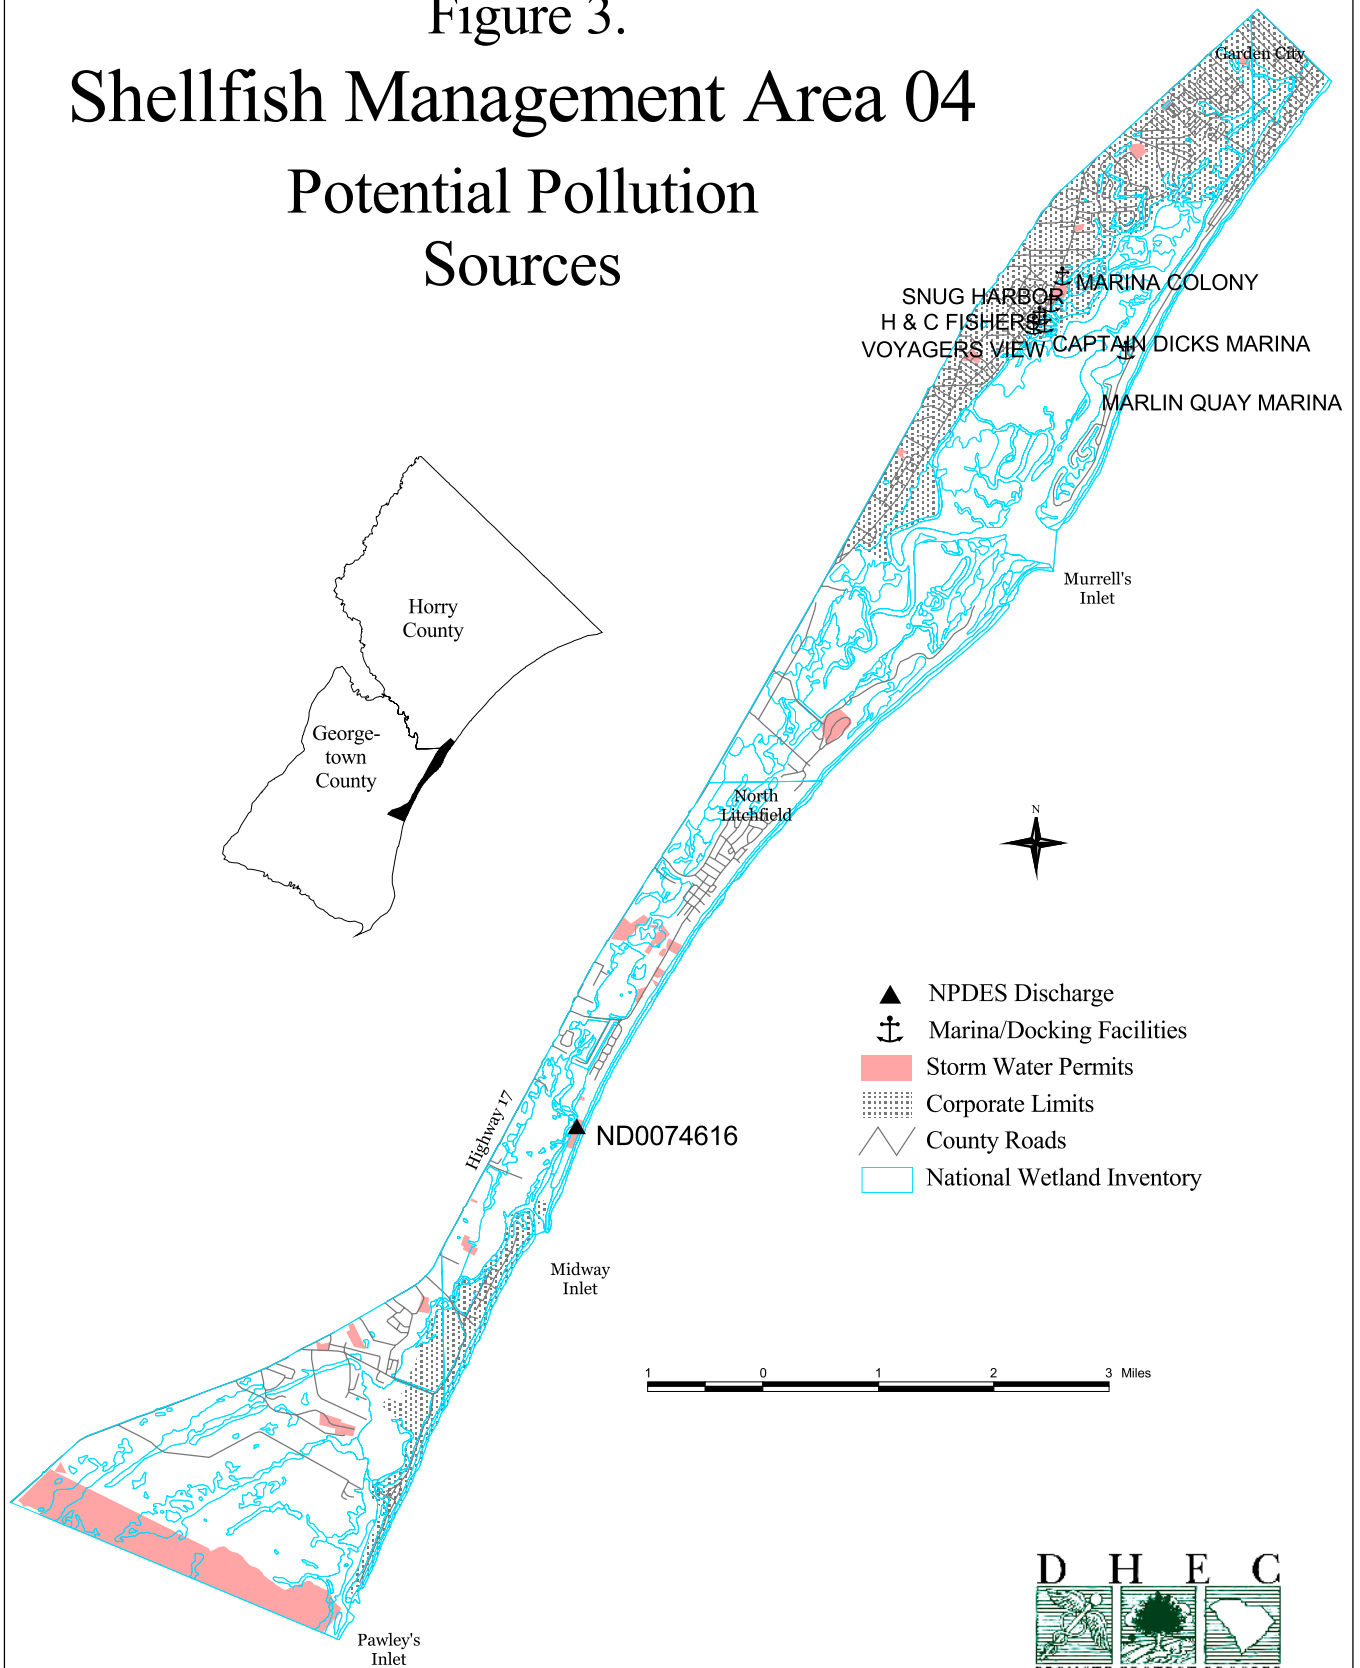 Figure 3.
Shellfish Management Area 04
Potential Pollution
Sources
Garden City
MARINA COLONY
SNUG HARBOR
H & C FISHERS
VOYAGERS VIEW
CAPTAIN DICKS MARINA
MARLIN QUAY MARINA
Murrell's
Inlet
Horry
County
George-
town
County
North
Litchfield
N
NPDES Discharge
Marina/Docking Facilities
Storm Water Permits
Corporate Limits
County Roads
National Wetland Inventory
Highway 17
ND0074616
Midway
Inlet
1 0 1 2 3 Miles
Pawley's
Inlet
D H E C